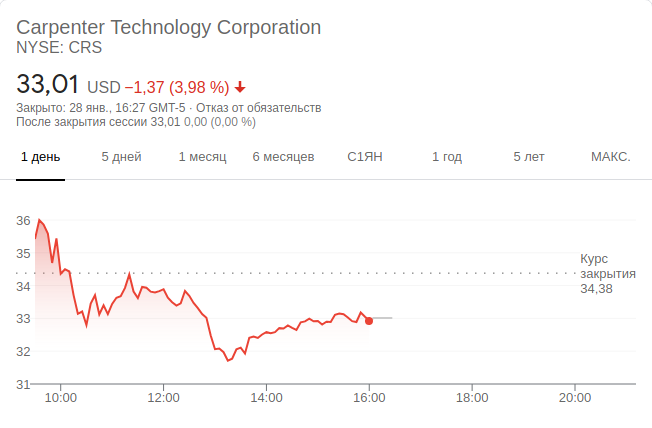 Carpenter Technology Corporation
NYSE: CRS
33,01 USD −1,37 (3,98 %)
Закрыто: 28 янв., 16:27 GMT-5 · Отказ от обязательств
После закрытия сессии 33,01 0,00 (0,00 %)
1 день 5 дней 1 месяц 6 месяцев С1ЯН 1 год 5 лет МАКС.
36
35
34
33
32
31
Курс
закрытия
34,38
10:00 12:00 14:00 16:00 18:00 20:00